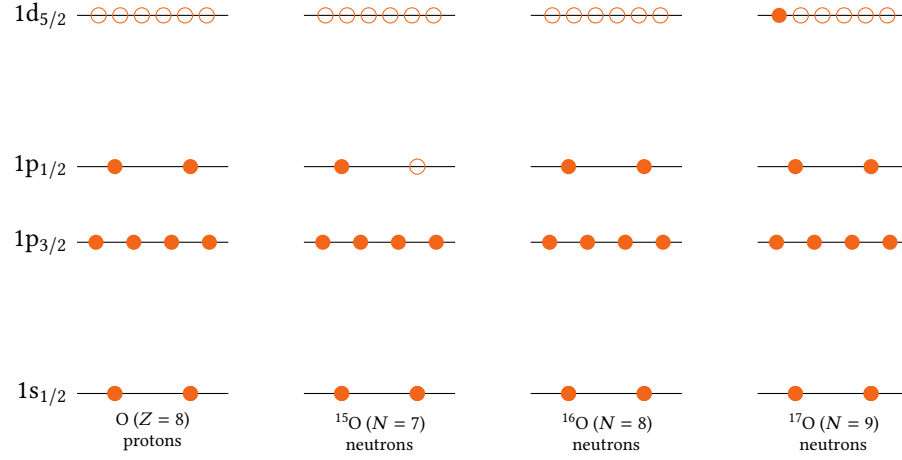 1d5/2
1p1/2
1p3/2
1s1/2
O (Z = 8)
protons
¹⁵O (N = 7)
neutrons
¹⁶O (N = 8)
neutrons
¹⁷O (N = 9)
neutrons